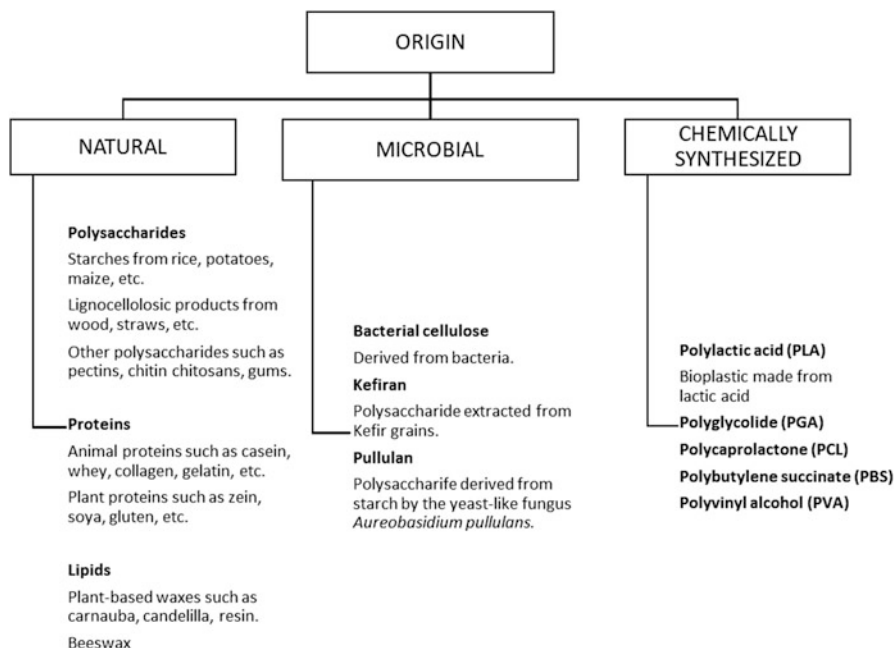 ORIGIN
NATURAL
MICROBIAL
CHEMICALLY
SYNTHESIZED
Polysaccharides
Starches from rice, potatoes,
maize, etc.
Lignocellolosic products from
wood, straws, etc.
Other polysaccharides such as
pectins, chitin chitosans, gums.
Proteins
Animal proteins such as casein,
whey, collagen, gelatin, etc.
Plant proteins such as zein,
soya, gluten, etc.
Lipids
Plant-based waxes such as
carnauba, candelilla, resin.
Beeswax
Bacterial cellulose
Derived from bacteria.
Kefiran
Polysaccharide extracted from
Kefir grains.
Pullulan
Polysaccharife derived from
starch by the yeast-like fungus
Aureobasidium pullulans.
Polylactic acid (PLA)
Bioplastic made from
lactic acid
Polyglycolide (PGA)
Polycaprolactone (PCL)
Polybutylene succinate (PBS)
Polyvinyl alcohol (PVA)